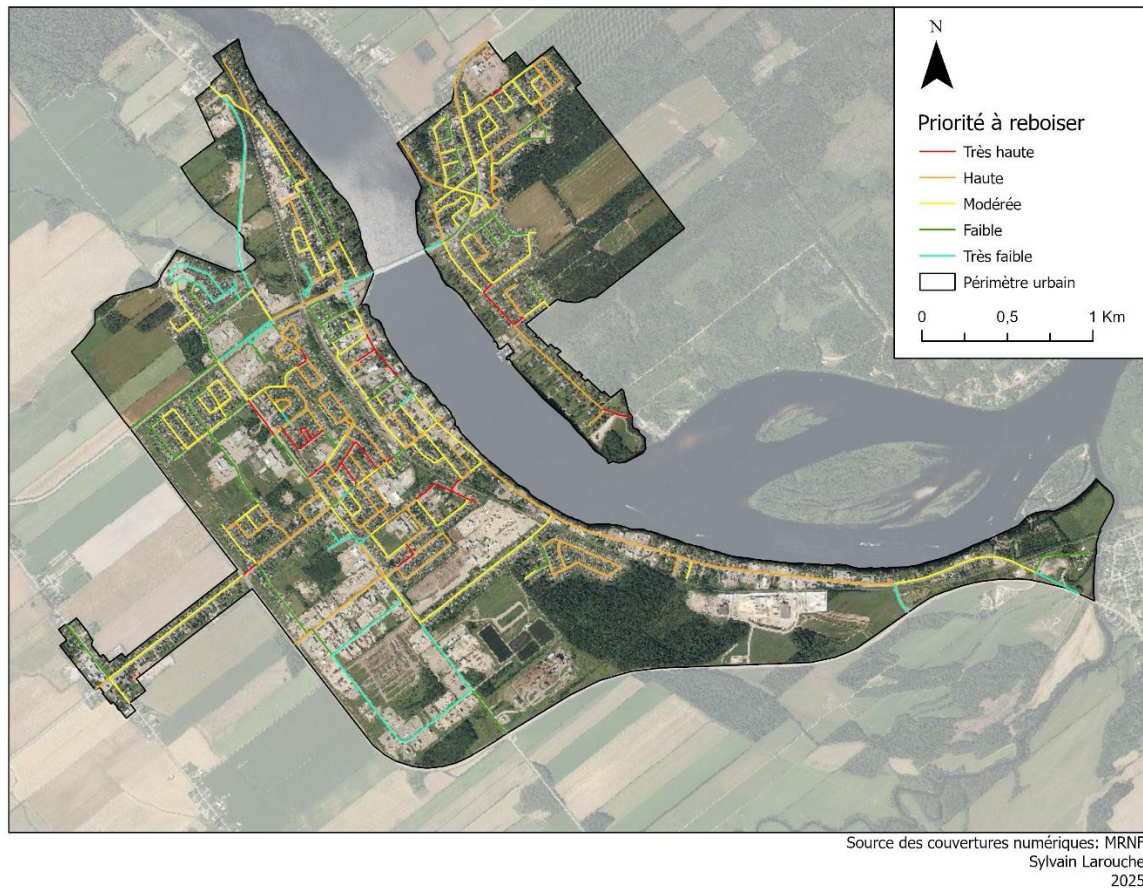 N
Priorité à reboiser
Très haute
Haute
Modérée
Faible
Très faible
Périmètre urbain
0 0,5 1 Km
Source des couvertures numériques: MRNF
Sylvain Larouche
2025